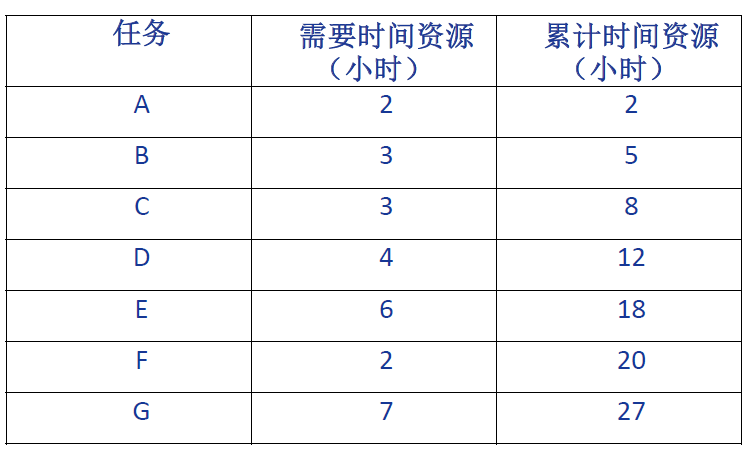 任务 需要时间资源 累计时间资源
（小时） （小时）
A 2 2
B 3 5
C 3 8
D 4 12
E 6 18
F 2 20
G 7 27